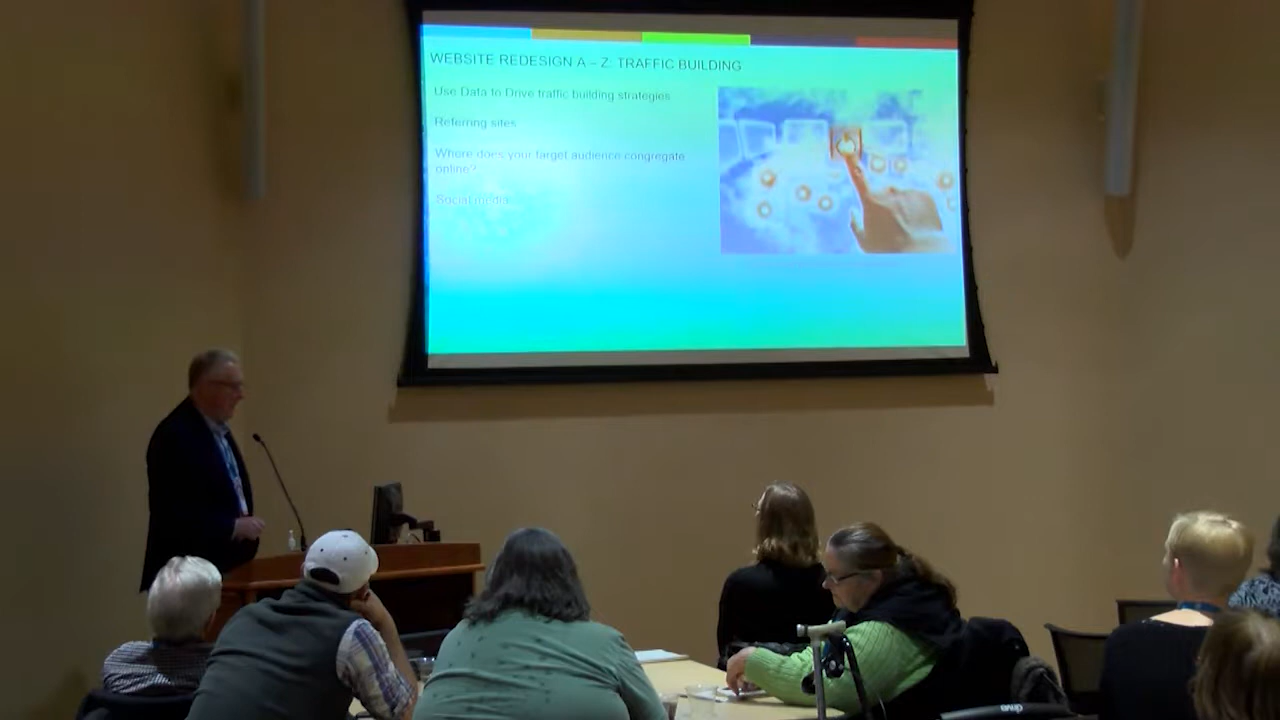 WEBSITE REDESIGN A – Z: TRAFFIC BUILDING
Use Data to Drive traffic building strategies
Referring sites
Where does your target audience congregate
online?
Social media
drive